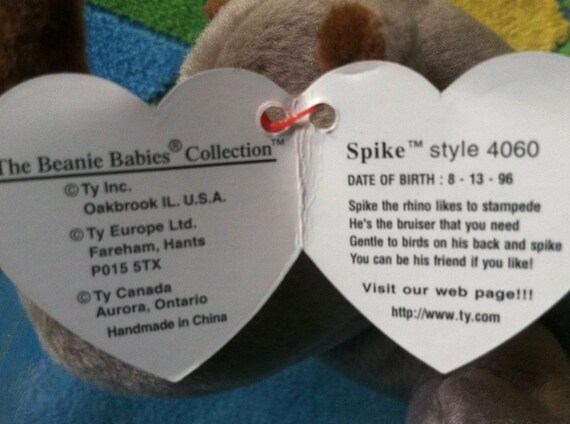 The Beanie Babies® Collection™
©Ty Inc.
Oakbrook IL. U.S.A.
©Ty Europe Ltd.
Fareham, Hants
P015 5TX
©Ty Canada
Aurora, Ontario
Handmade in China
Spike™ style 4060
DATE OF BIRTH : 8 - 13 - 96
Spike the rhino likes to stampede
He's the bruiser that you need
Gentle to birds on his back and spike
You can be his friend if you like!
Visit our web page!!!
http://www.ty.com